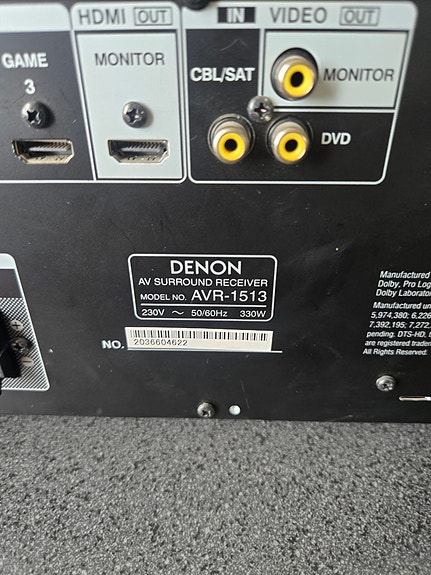 HDMI OUT
IN VIDEO OUT
GAME
3
MONITOR
CBL/SAT
MONITOR
DVD
DENON
AV SURROUND RECEIVER
MODEL NO. AVR-1513
230V ~ 50/60Hz 330W
NO. 2036604622
Manufactured
Dolby, Pro Log
Dolby Laborator
Manufactured un
5,974,380; 6,226
7,392,195; 7,272,
pending. DTS-HD, t
are registered tradem
All Rights Reserved.